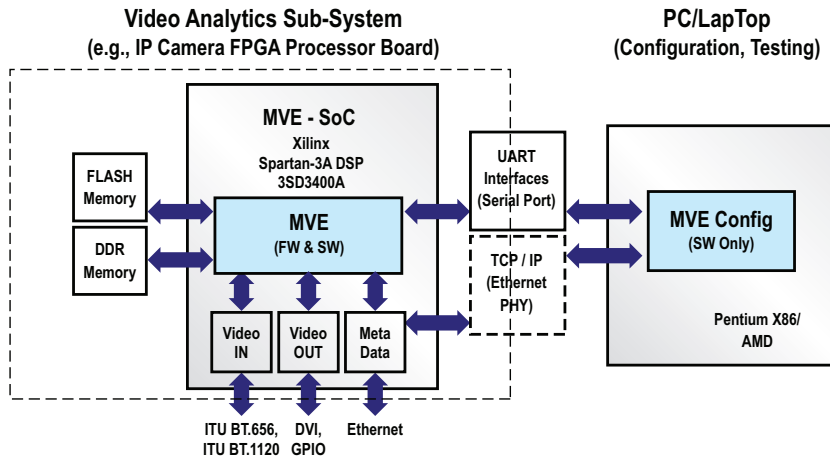 Video Analytics Sub-System
(e.g., IP Camera FPGA Processor Board)
PC/LapTop
(Configuration, Testing)
MVE - SoC
Xilinx
Spartan-3A DSP
3SD3400A
FLASH
Memory
DDR
Memory
MVE
(FW & SW)
UART
Interfaces
(Serial Port)
TCP / IP
(Ethernet
PHY)
MVE Config
(SW Only)
Pentium X86/
AMD
Video
IN
Video
OUT
Meta
Data
ITU BT.656,
ITU BT.1120
DVI,
GPIO
Ethernet